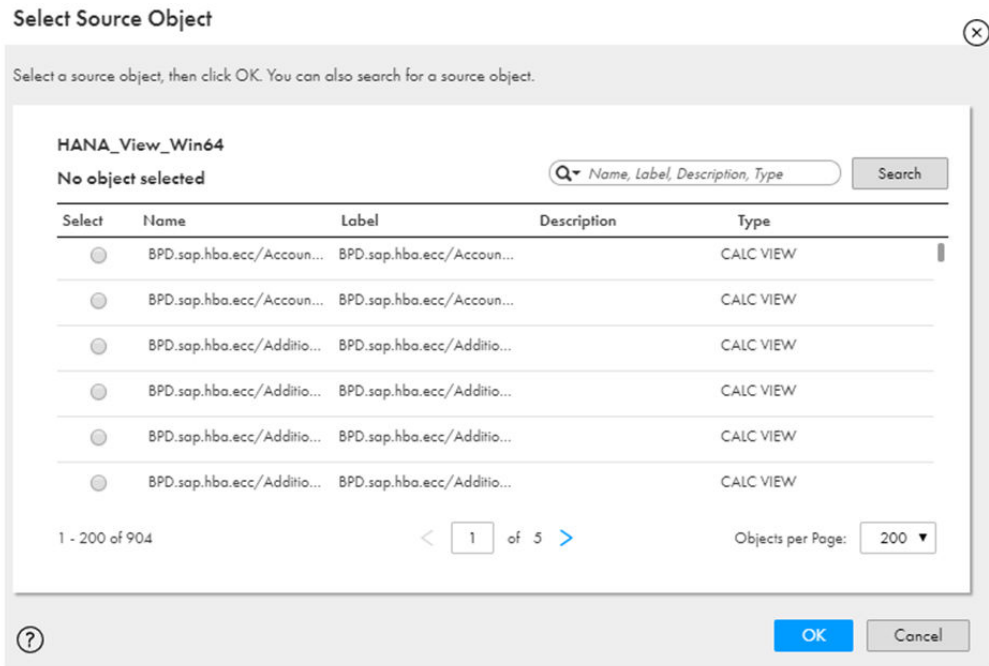 Select Source Object
Select a source object, then click OK. You can also search for a source object.
HANA_View_Win64
No object selected
Name, Label, Description, Type Search
Select Name Label Description Type
BPD.sap.hba.ecc/Accoun... BPD.sap.hba.ecc/Accoun... CALC VIEW
BPD.sap.hba.ecc/Accoun... BPD.sap.hba.ecc/Accoun... CALC VIEW
BPD.sap.hba.ecc/Additio... BPD.sap.hba.ecc/Additio... CALC VIEW
BPD.sap.hba.ecc/Additio... BPD.sap.hba.ecc/Additio... CALC VIEW
BPD.sap.hba.ecc/Additio... BPD.sap.hba.ecc/Additio... CALC VIEW
BPD.sap.hba.ecc/Additio... BPD.sap.hba.ecc/Additio... CALC VIEW
1 - 200 of 904 < 1 of 5 > Objects per Page: 200 ▼
? OK Cancel